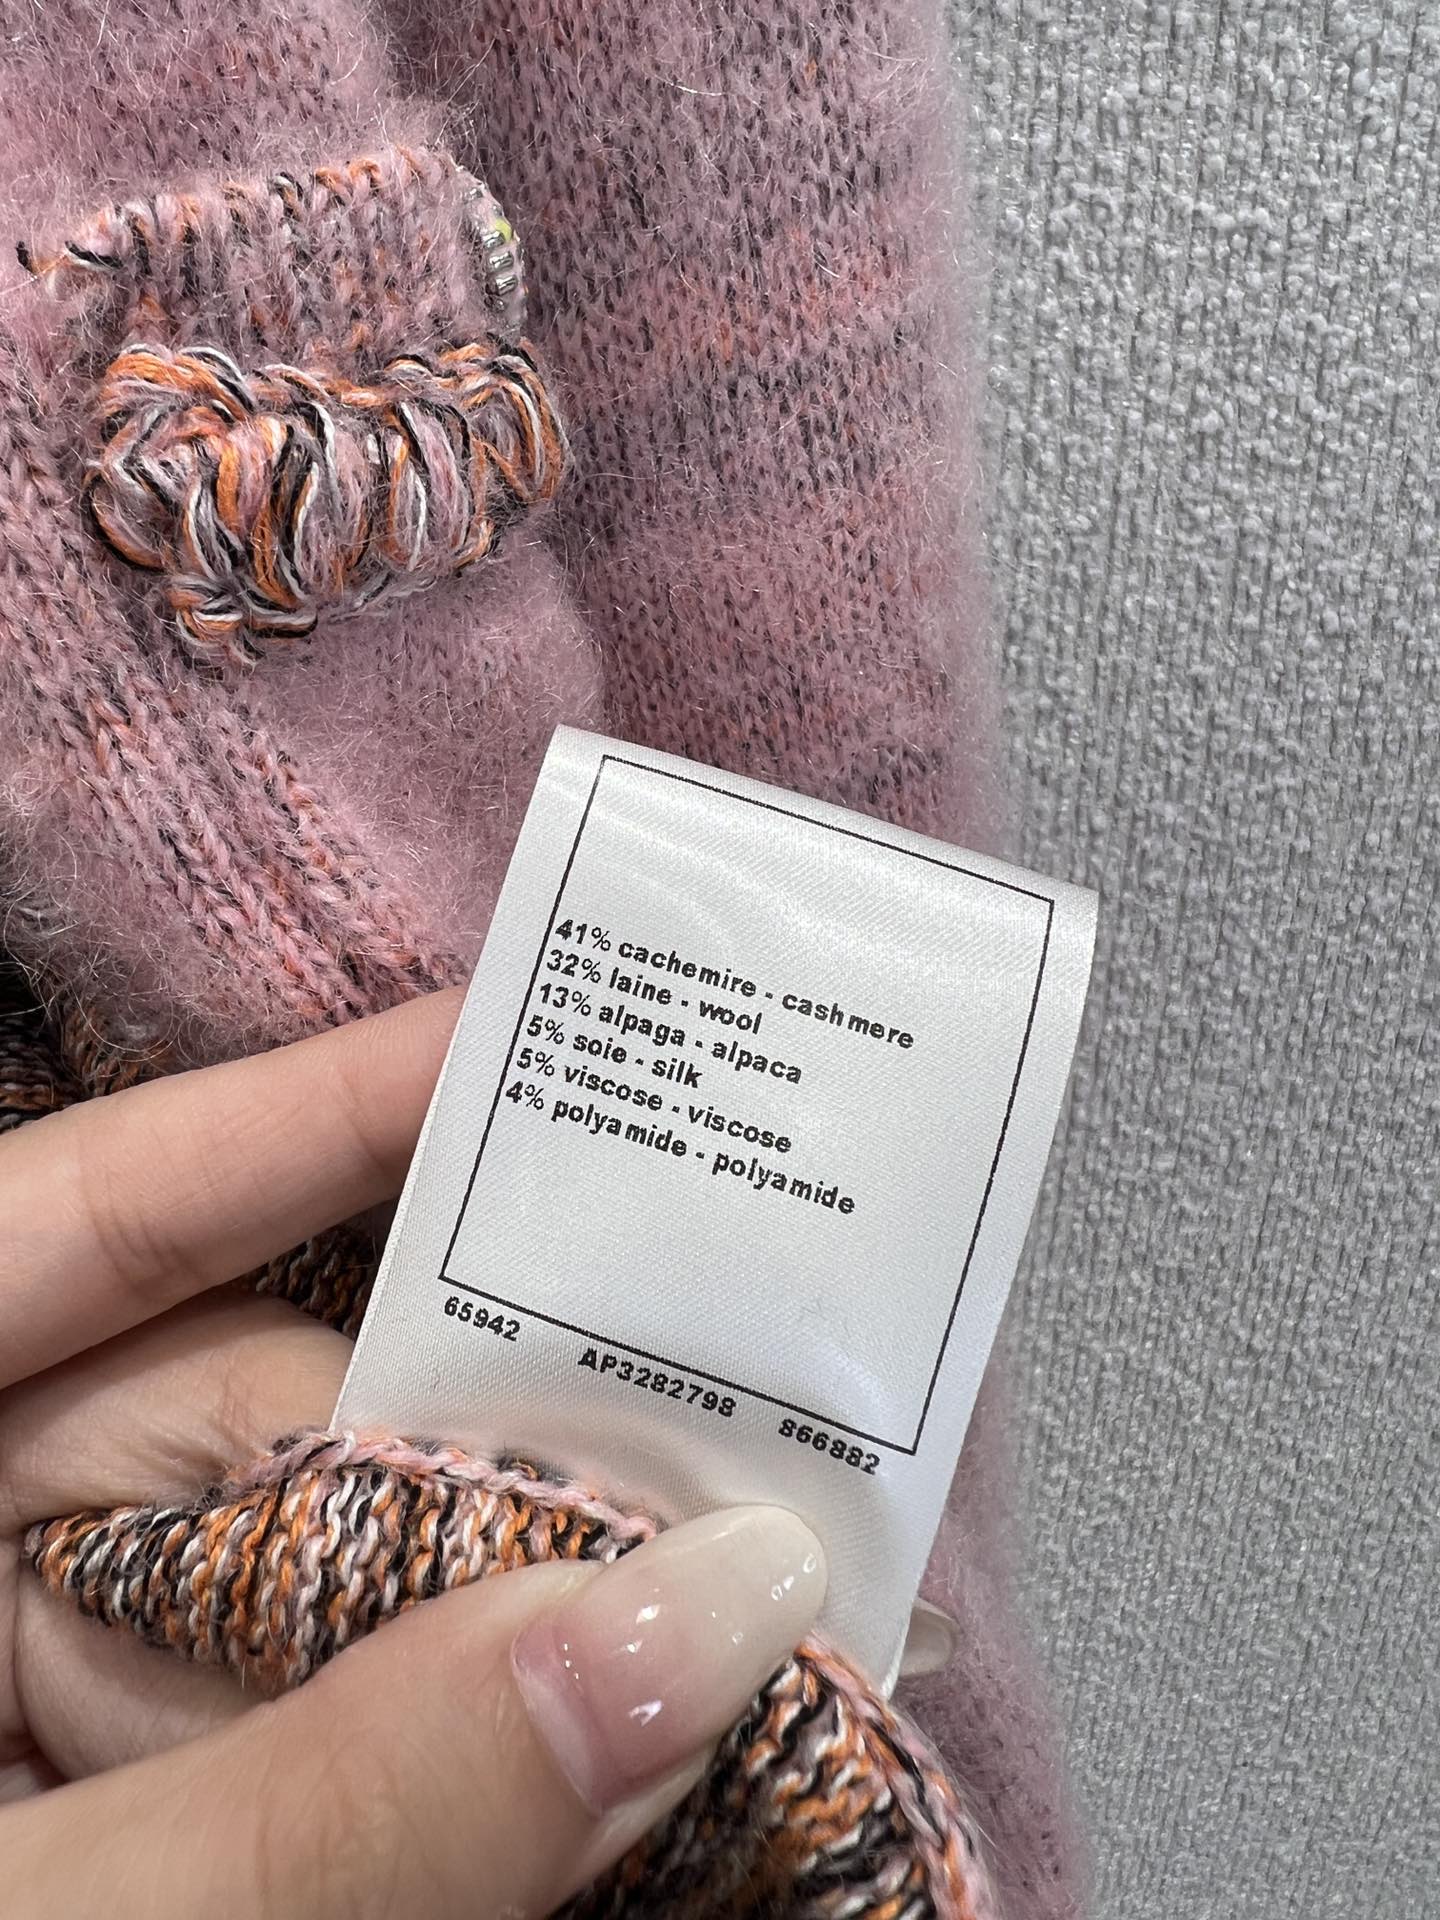 41% cachemire - cashmere
32% laine - wool
13% alpaga - alpaca
5% soie - silk
5% viscose - viscose
4% polyamide - polyamide
65942 AP3282798 866882